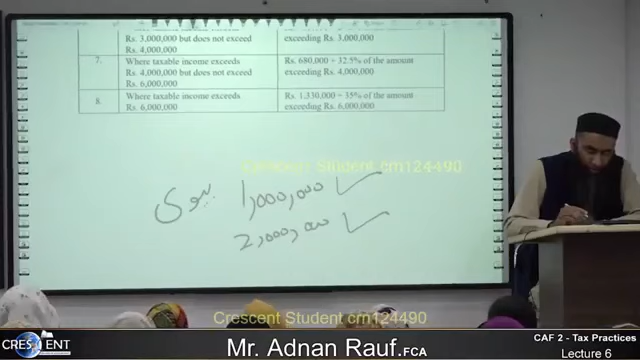 Rs. 3,000,000 but does not exceed
Rs. 4,000,000
exceeding Rs. 3,000,000
7.
Where taxable income exceeds
Rs. 4,000,000 but does not exceed
Rs. 6,000,000
Rs. 680,000 + 32.5% of the amount
exceeding Rs. 4,000,000
8.
Where taxable income exceeds
Rs. 6,000,000
Rs. 1,330,000 + 35% of the amount
exceeding Rs. 6,000,000
Crescent Student crn124490
بیوی 1,000,000
2,000,000
Crescent Student crn124490
CRESCENT
Mr. Adnan Rauf.FCA
CAF 2 - Tax Practices
Lecture 6